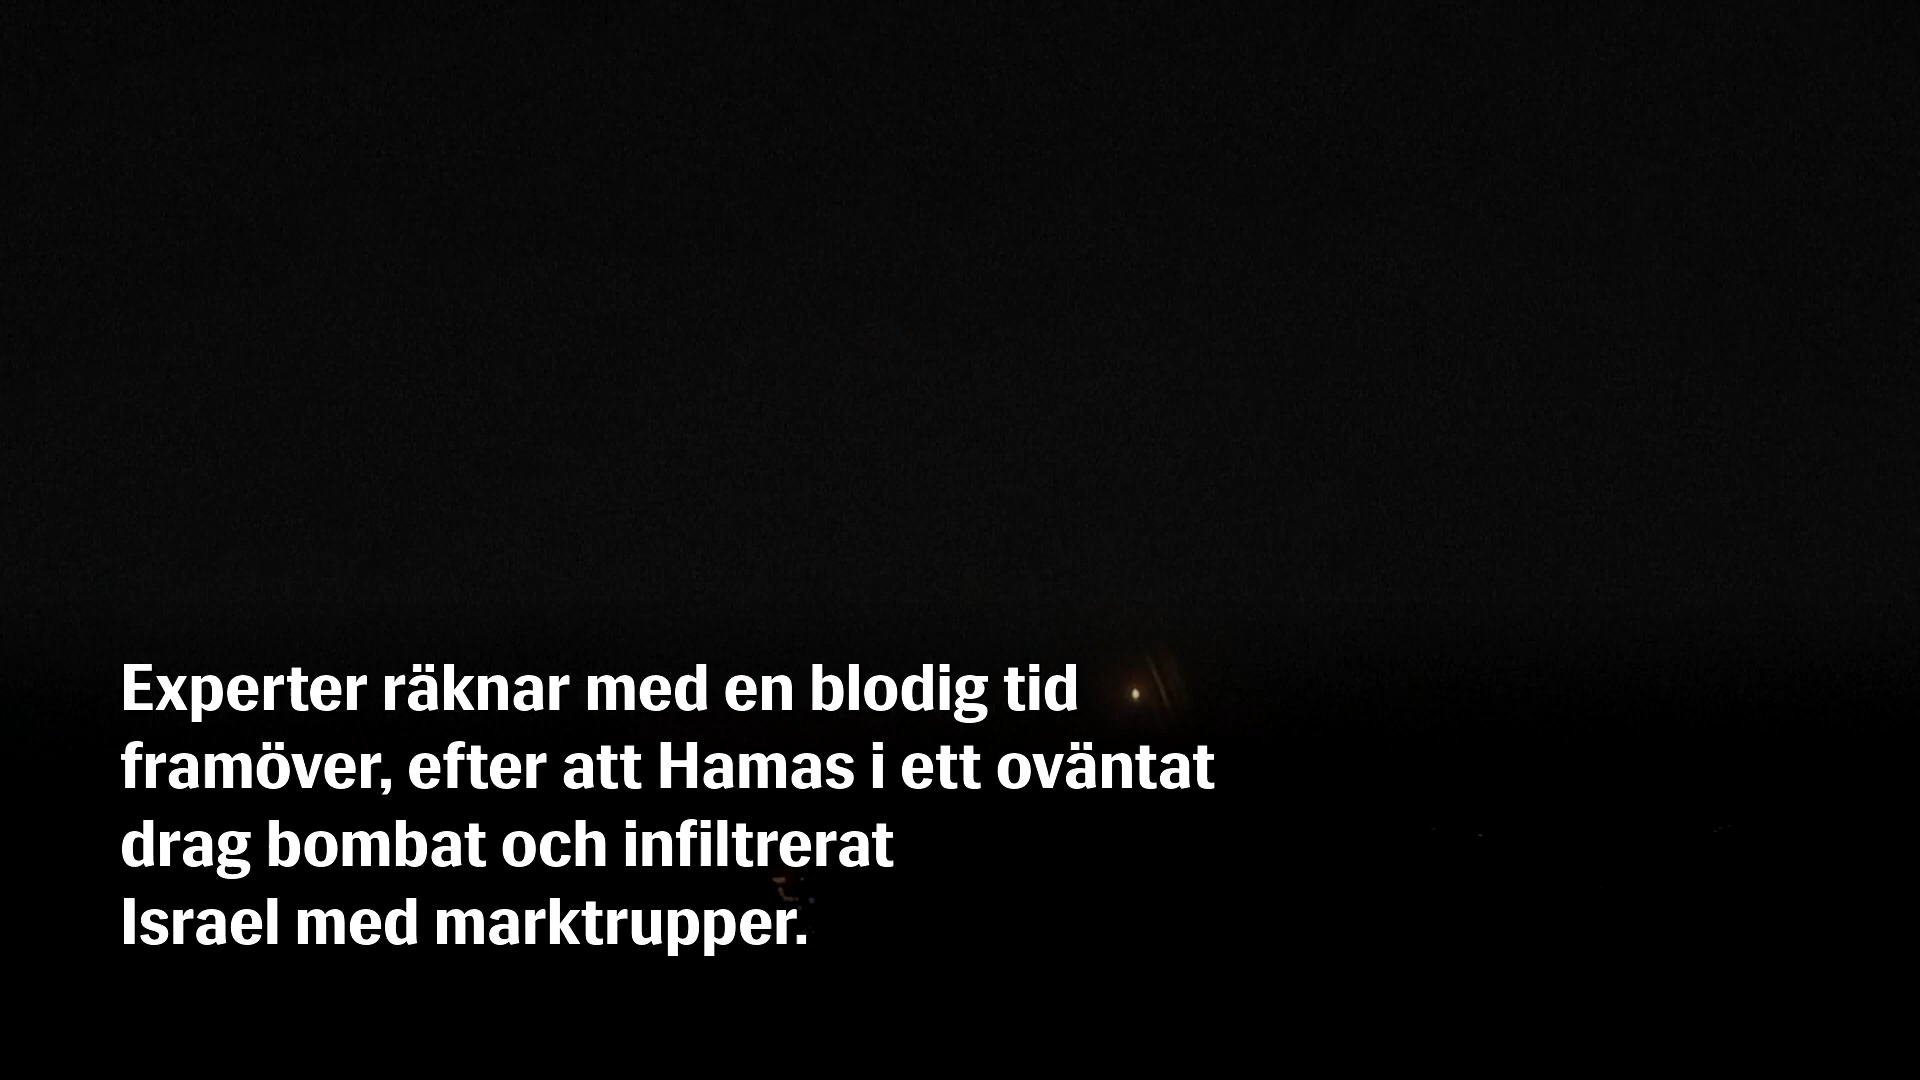 Experter räknar med en blodig tid
framöver, efter att Hamas i ett oväntat
drag bombat och infiltrerat
Israel med marktrupper.